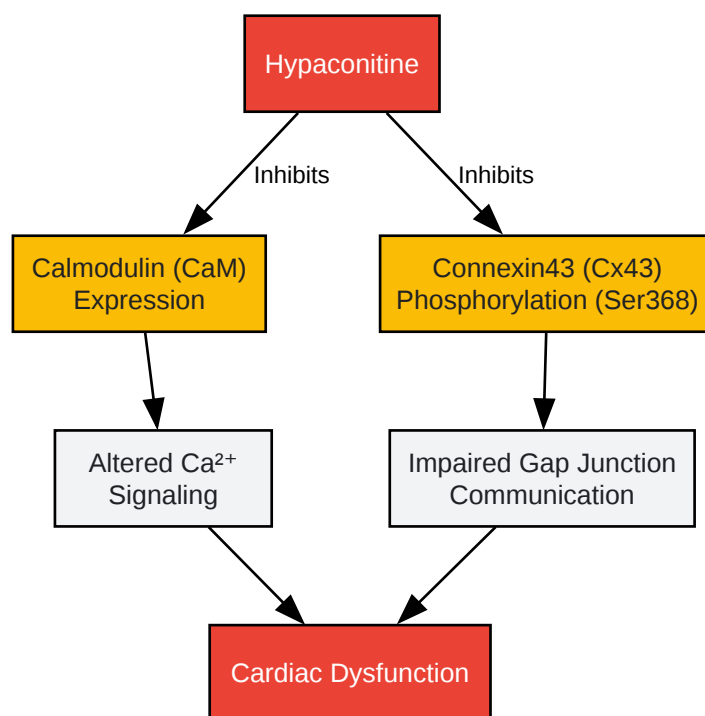 Hypaconitine
Inhibits
Inhibits
Calmodulin (CaM)
Expression
Connexin43 (Cx43)
Phosphorylation (Ser368)
Altered Ca²⁺
Signaling
Impaired Gap Junction
Communication
Cardiac Dysfunction